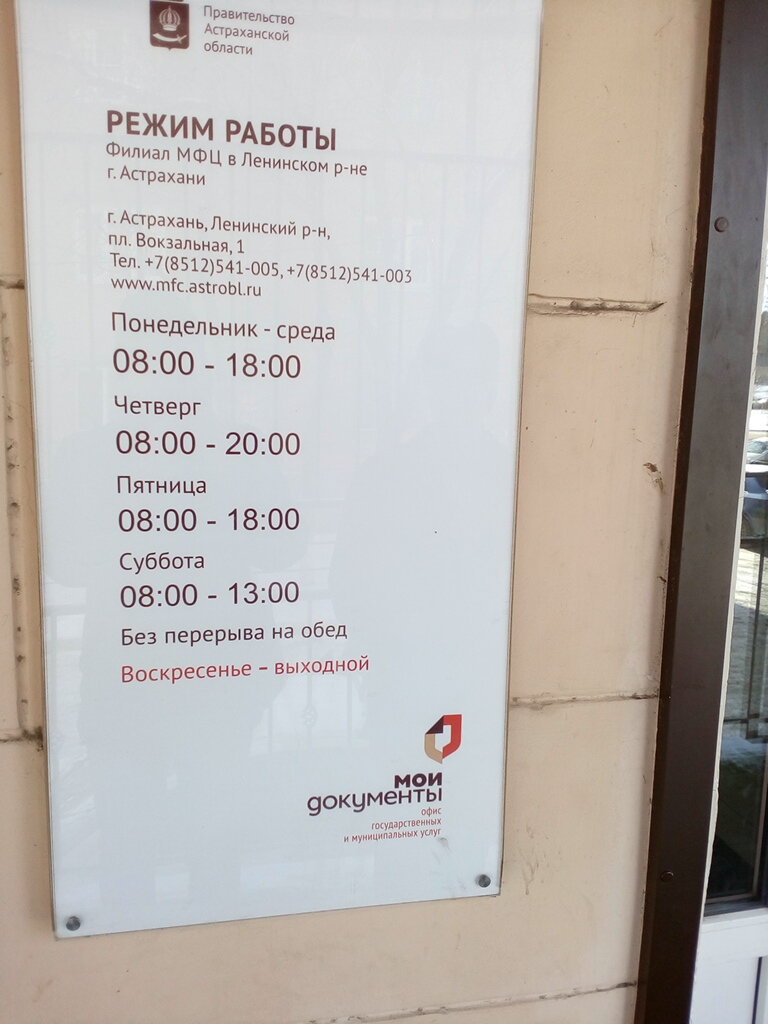 Правительство
Астраханской
области
РЕЖИМ РАБОТЫ
Филиал МФЦ в Ленинском р-не
г. Астрахани
г. Астрахань, Ленинский р-н,
пл. Вокзальная, 1
Тел. +7(8512)541-005, +7(8512)541-003
www.mfc.astrobl.ru
Понедельник - среда
08:00 - 18:00
Четверг
08:00 - 20:00
Пятница
08:00 - 18:00
Суббота
08:00 - 13:00
Без перерыва на обед
Воскресенье – выходной
мои
документы
офис
государственных
и муниципальных услуг